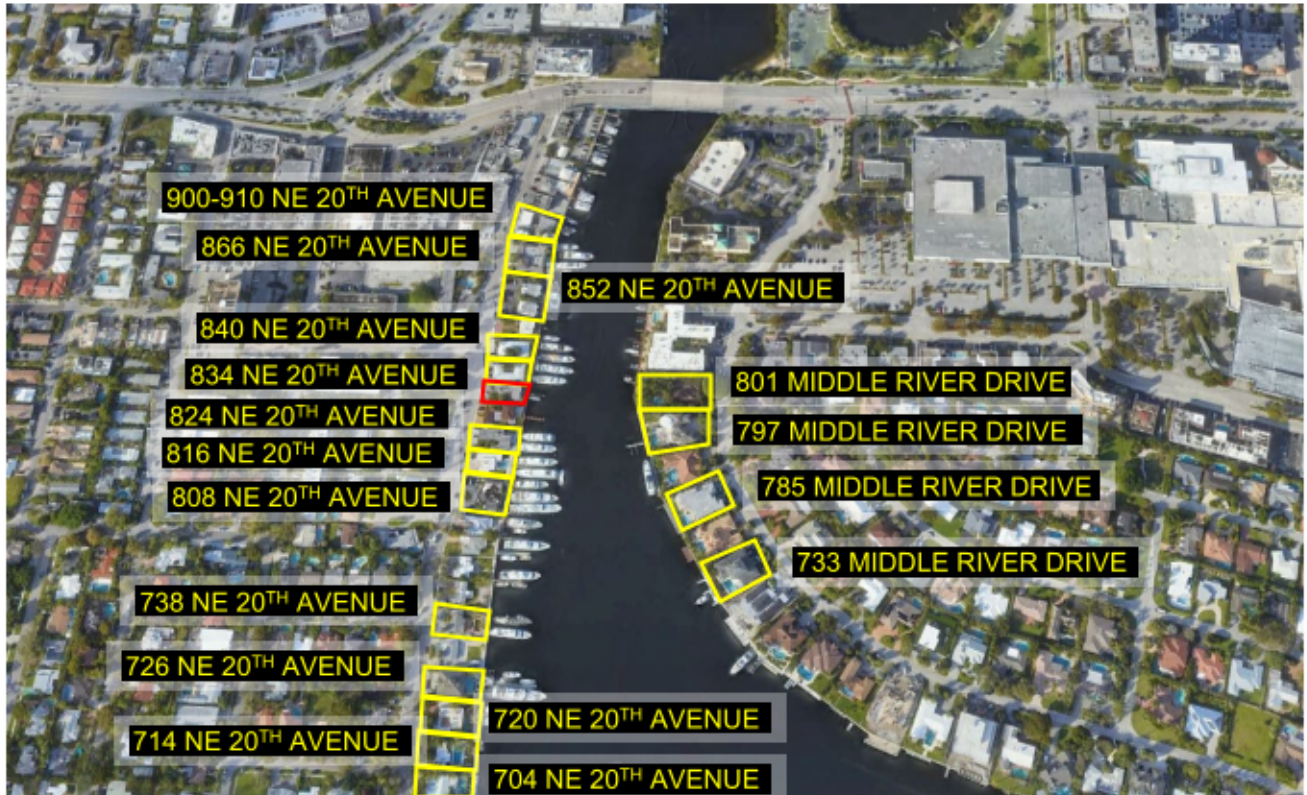 900-910 NE 20TH AVENUE
866 NE 20TH AVENUE
852 NE 20TH AVENUE
840 NE 20TH AVENUE
834 NE 20TH AVENUE
801 MIDDLE RIVER DRIVE
824 NE 20TH AVENUE
797 MIDDLE RIVER DRIVE
816 NE 20TH AVENUE
785 MIDDLE RIVER DRIVE
808 NE 20TH AVENUE
733 MIDDLE RIVER DRIVE
738 NE 20TH AVENUE
726 NE 20TH AVENUE
720 NE 20TH AVENUE
714 NE 20TH AVENUE
704 NE 20TH AVENUE